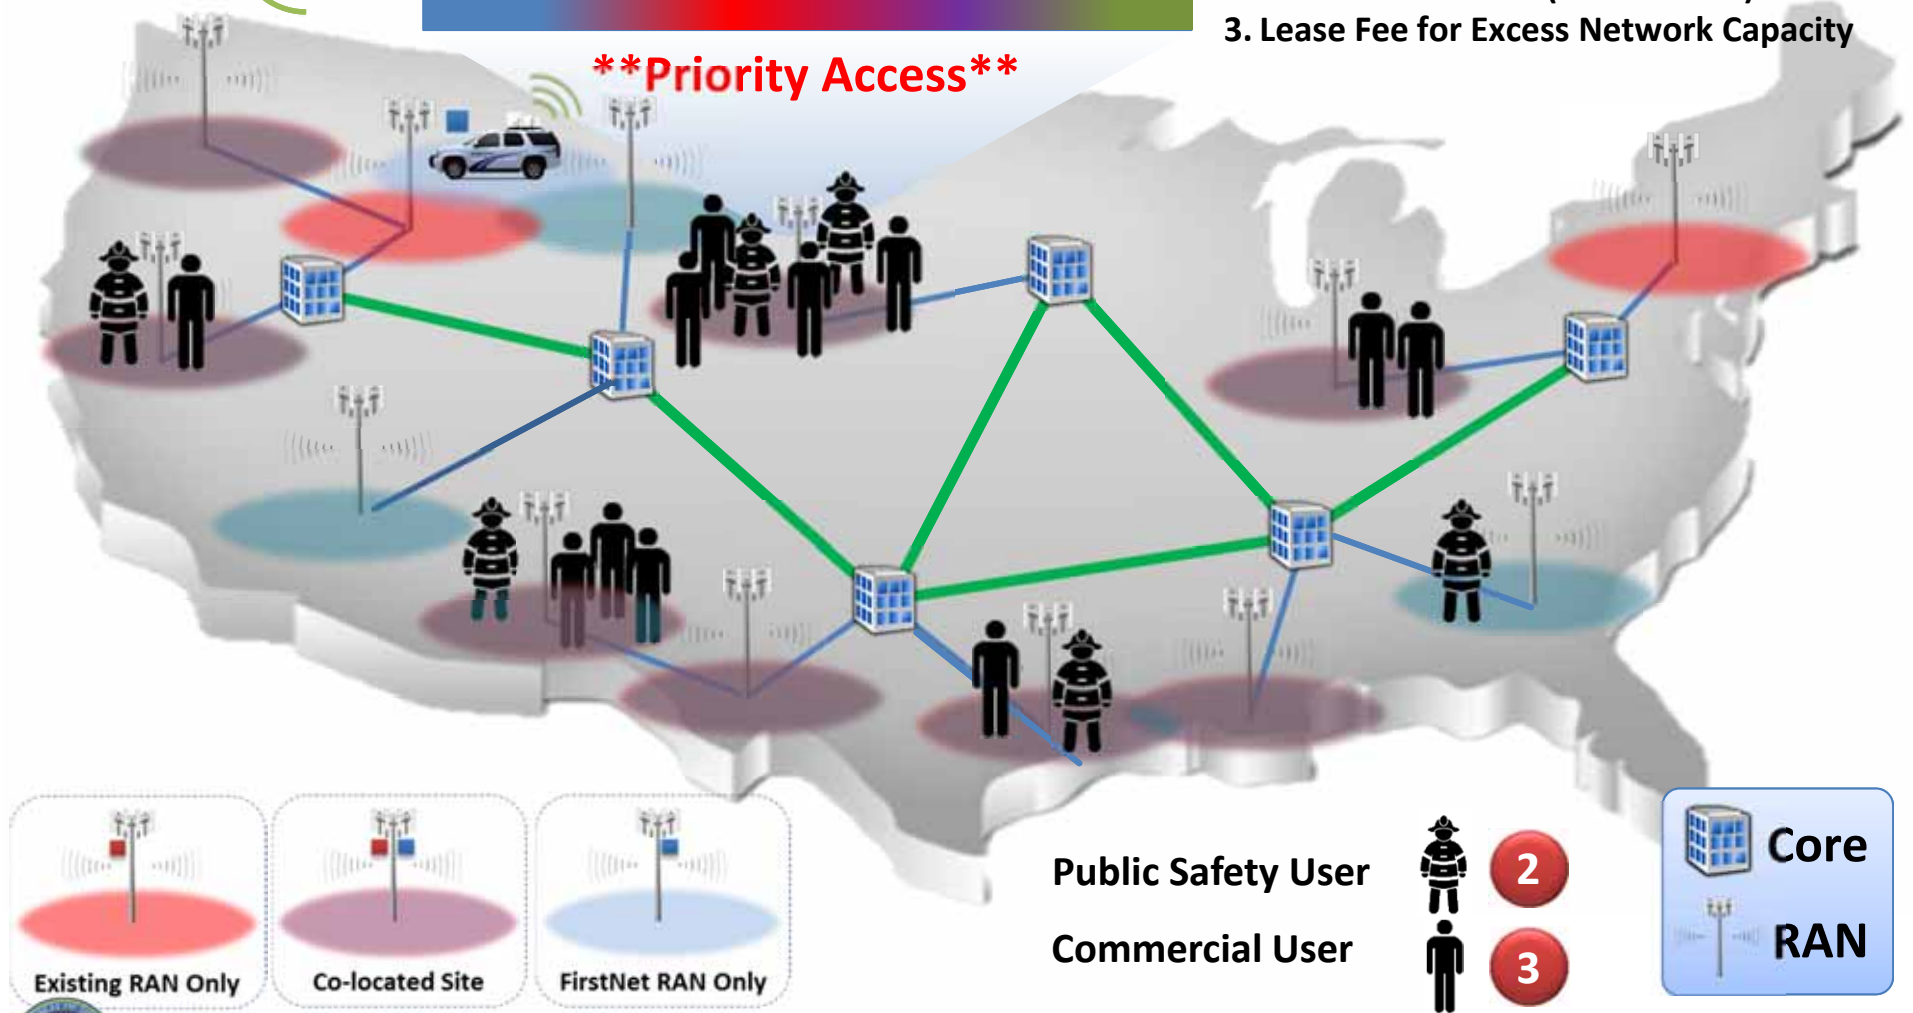 3. Lease Fee for Excess Network Capacity
**Priority Access**
Existing RAN Only
Co-located Site
FirstNet RAN Only
Public Safety User
2
Commercial User
3
Core
RAN